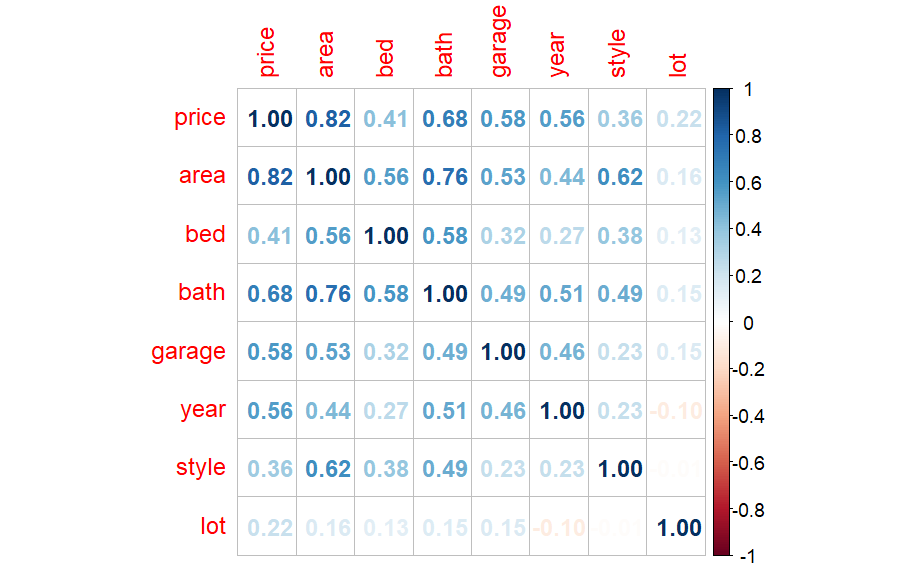 price area bed bath garage year style lot
price 1.00 0.82 0.41 0.68 0.58 0.56 0.36 0.22
area 0.82 1.00 0.56 0.76 0.53 0.44 0.62 0.16
bed 0.41 0.56 1.00 0.58 0.32 0.27 0.38 0.13
bath 0.68 0.76 0.58 1.00 0.49 0.51 0.49 0.15
garage 0.58 0.53 0.32 0.49 1.00 0.46 0.23 0.15
year 0.56 0.44 0.27 0.51 0.46 1.00 0.23 -0.10
style 0.36 0.62 0.38 0.49 0.23 0.23 1.00 -0.01
lot 0.22 0.16 0.13 0.15 0.15 -0.10 -0.01 1.00
1
0.8
0.6
0.4
0.2
0
-0.2
-0.4
-0.6
-0.8
-1